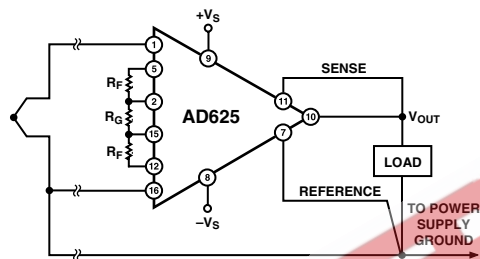 +VS
1
5
9
RF
SENSE
2
11
RG
AD625
10
VOUT
15
7
RF
LOAD
12
8
16
REFERENCE
–VS
TO POWER
SUPPLY
GROUND